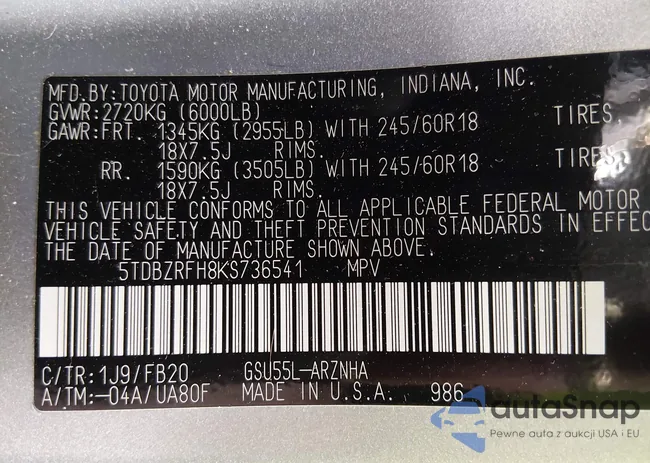 MFD.BY:TOYOTA MOTOR MANUFACTURING, INDIANA, INC.
GVWR:2720KG (6000LB)
GAWR:FRT. 1345KG (2955LB) WITH 245/60R18 TIRES,
18X7.5J RIMS.
RR. 1590KG (3505LB) WITH 245/60R18 TIRES
18X7.5J RIMS.
THIS VEHICLE CONFORMS TO ALL APPLICABLE FEDERAL MOTOR
VEHICLE SAFETY AND THEFT PREVENTION STANDARDS IN EFFEC
THE DATE OF MANUFACTURE SHOWN ABOVE.
5TDBZRFH8KS736541 MPV
C/TR:1J9/FB20 GSU55L-ARZNHA
A/TM:-04A/UA80F MADE IN U.S.A. 986
autaSnap
Pewne auta z aukcji USA i EU